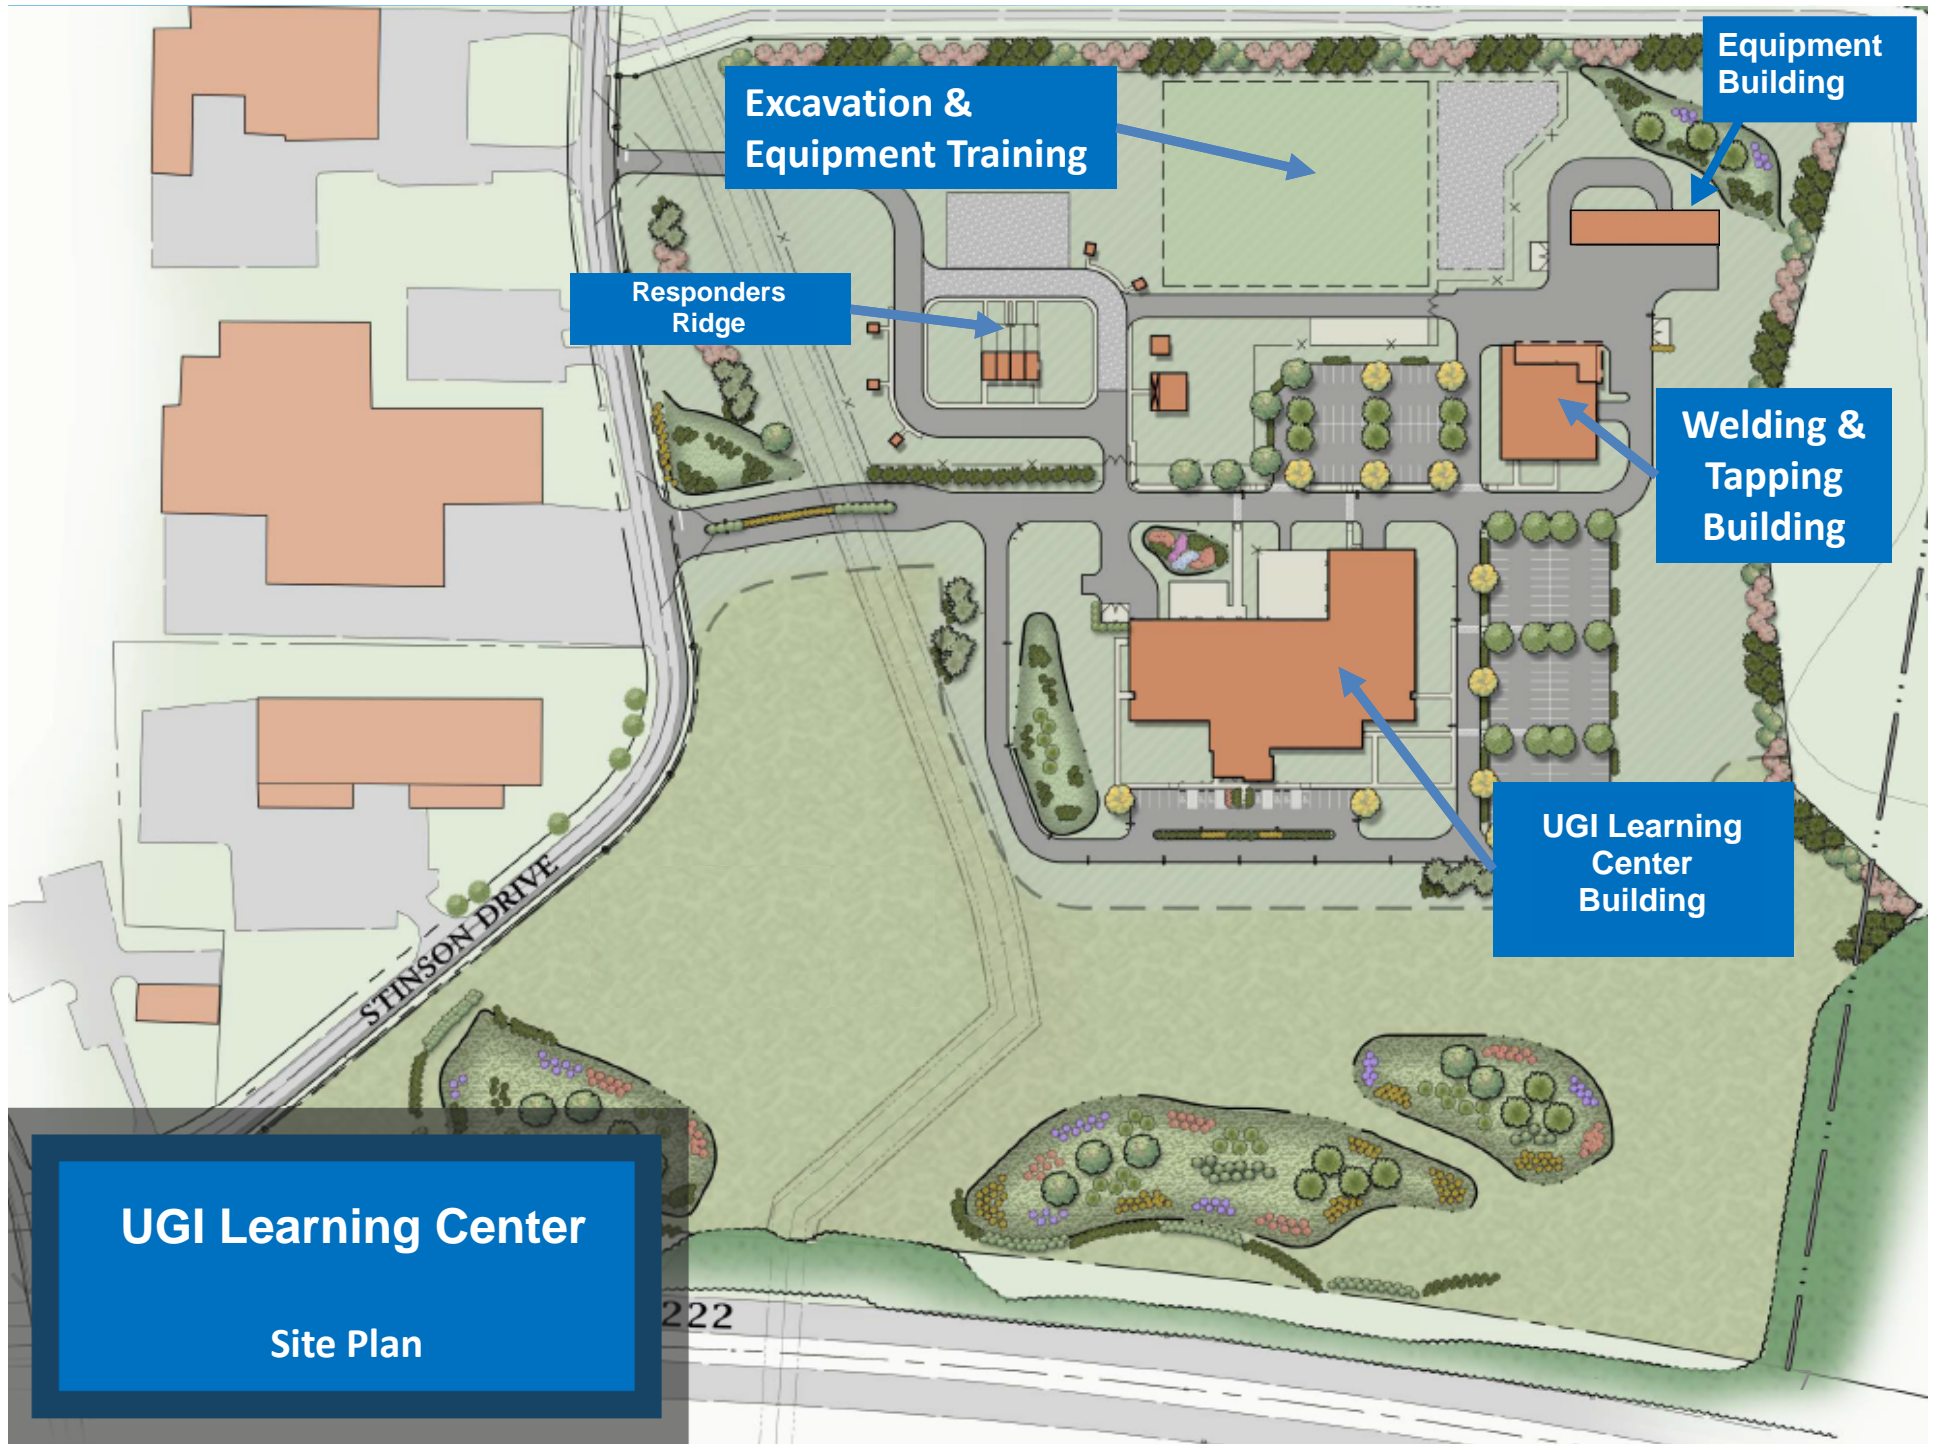 Equipment
Building
Excavation &
Equipment Training
Responders
Ridge
Welding &
Tapping
Building
UGI Learning
Center
Building
STINSON DRIVE
UGI Learning Center
Site Plan
222
7